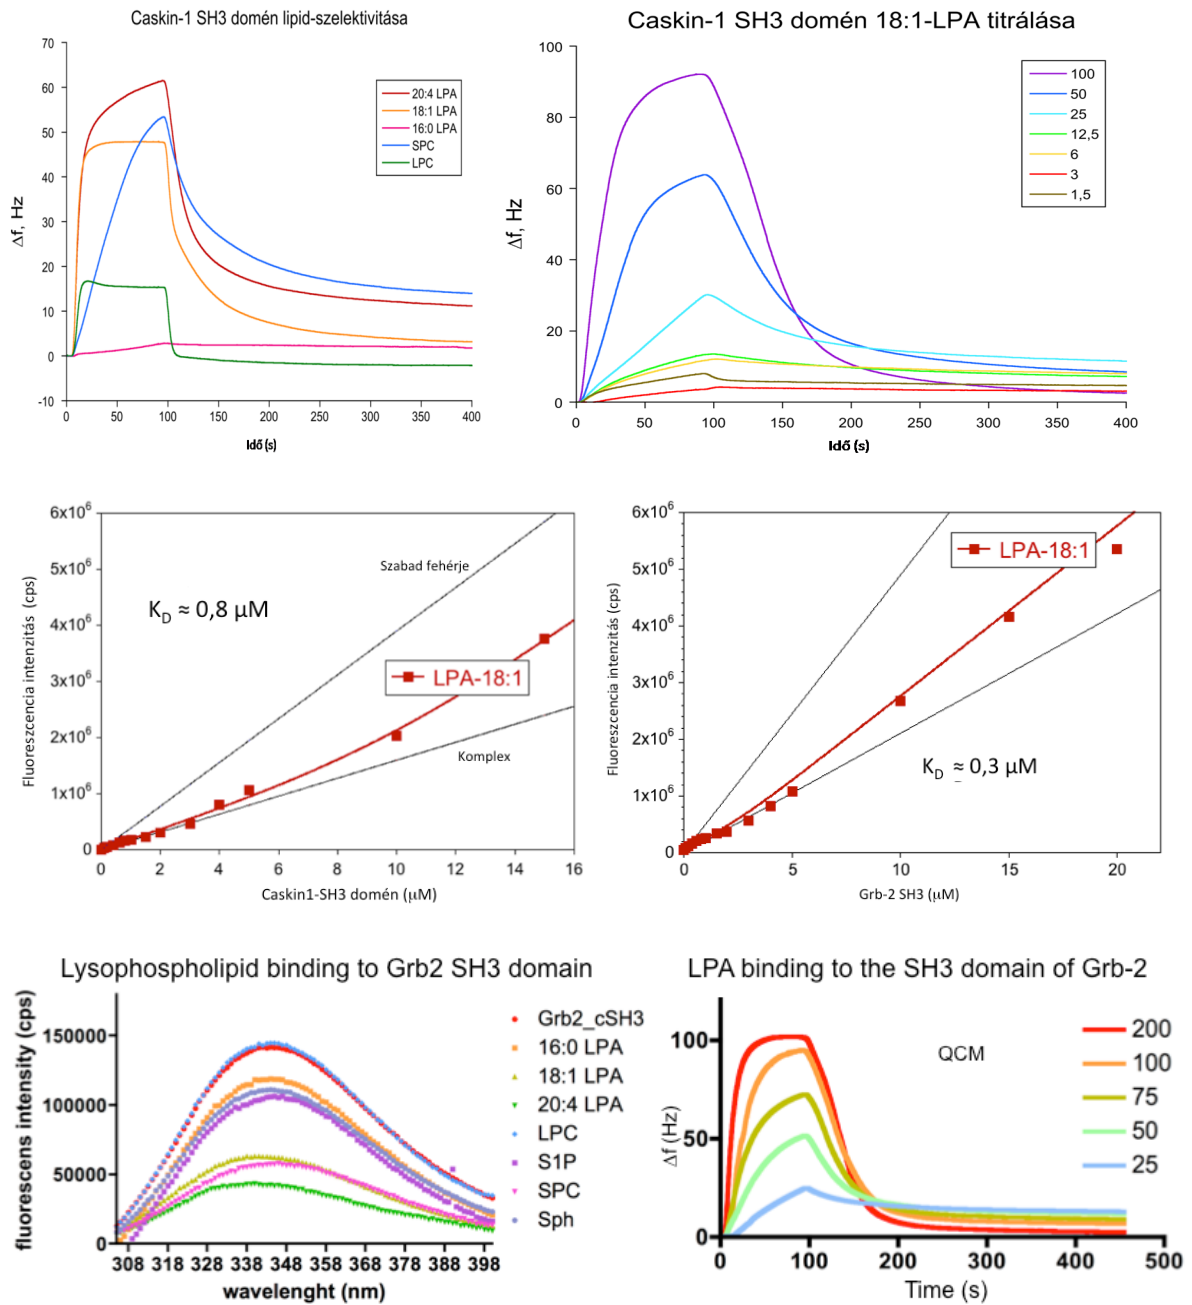 Caskin-1 SH3 domén lipid-szelektivitása
70
60
50
40
30
20
10
0
-10
Δf, Hz
20:4 LPA
18:1 LPA
16:0 LPA
SPC
LPC
0 50 100 150 200 250 300 350 400
Idő (s)
Caskin-1 SH3 domén 18:1-LPA titrálása
100
80
60
40
20
0
Δf, Hz
100
50
25
12,5
6
3
1,5
0 50 100 150 200 250 300 350 400
Idő (s)
6x10⁶
5x10⁶
4x10⁶
3x10⁶
2x10⁶
1x10⁶
0
Fluoreszcencia intenzitás (cps)
Szabad fehérje
K_D ≈ 0,8 μM
LPA-18:1
Komplex
0 2 4 6 8 10 12 14 16
Caskin1-SH3 domén (μM)
6x10⁶
5x10⁶
4x10⁶
3x10⁶
2x10⁶
1x10⁶
0
Fluoreszcencia intenzitás (cps)
LPA-18:1
K_D ≈ 0,3 μM
0 5 10 15 20
Grb-2 SH3 (μM)
Lysophospholipid binding to Grb2 SH3 domain
150000
100000
50000
0
fluorescens intensity (cps)
Grb2_cSH3
16:0 LPA
18:1 LPA
20:4 LPA
LPC
S1P
SPC
Sph
308 318 328 338 348 358 368 378 388 398
wavelenght (nm)
LPA binding to the SH3 domain of Grb-2
100
50
0
Δf (Hz)
QCM
200
100
75
50
25
0 100 200 300 400 500
Time (s)